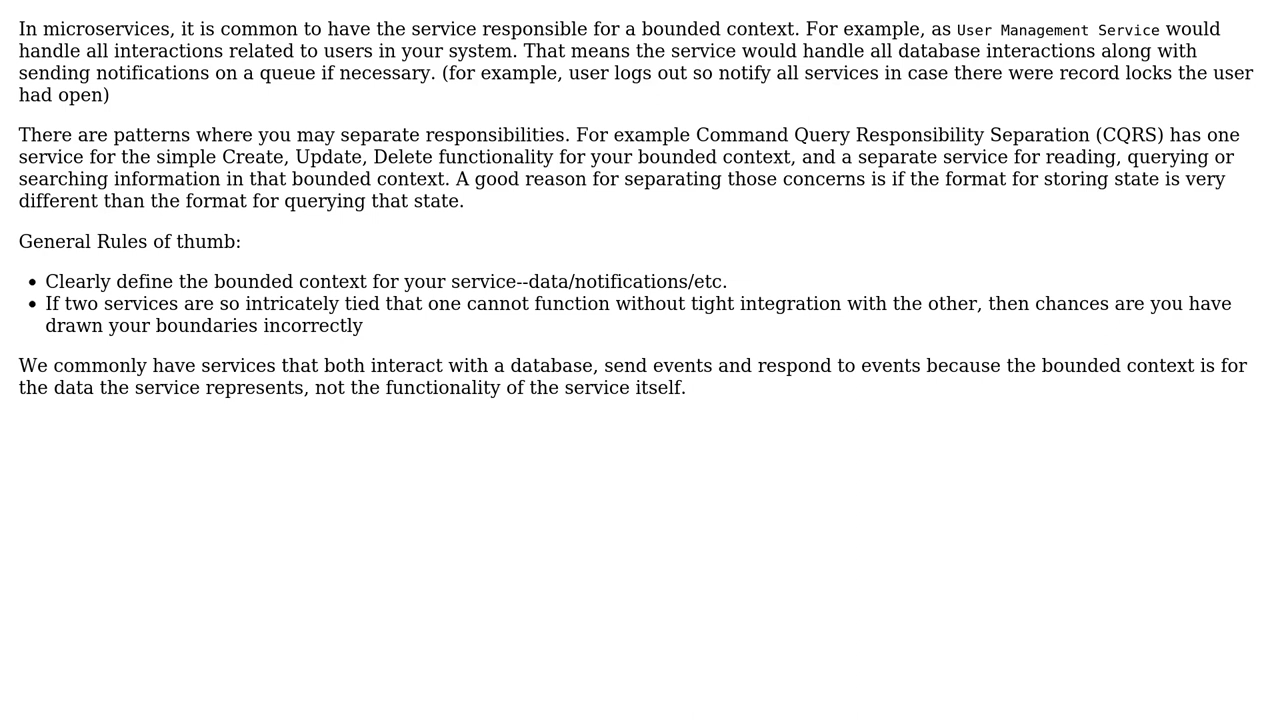 In microservices, it is common to have the service responsible for a bounded context. For example, as User Management Service would
handle all interactions related to users in your system. That means the service would handle all database interactions along with
sending notifications on a queue if necessary. (for example, user logs out so notify all services in case there were record locks the user
had open)
There are patterns where you may separate responsibilities. For example Command Query Responsibility Separation (CQRS) has one
service for the simple Create, Update, Delete functionality for your bounded context, and a separate service for reading, querying or
searching information in that bounded context. A good reason for separating those concerns is if the format for storing state is very
different than the format for querying that state.
General Rules of thumb:
• Clearly define the bounded context for your service--data/notifications/etc.
• If two services are so intricately tied that one cannot function without tight integration with the other, then chances are you have
drawn your boundaries incorrectly
We commonly have services that both interact with a database, send events and respond to events because the bounded context is for
the data the service represents, not the functionality of the service itself.